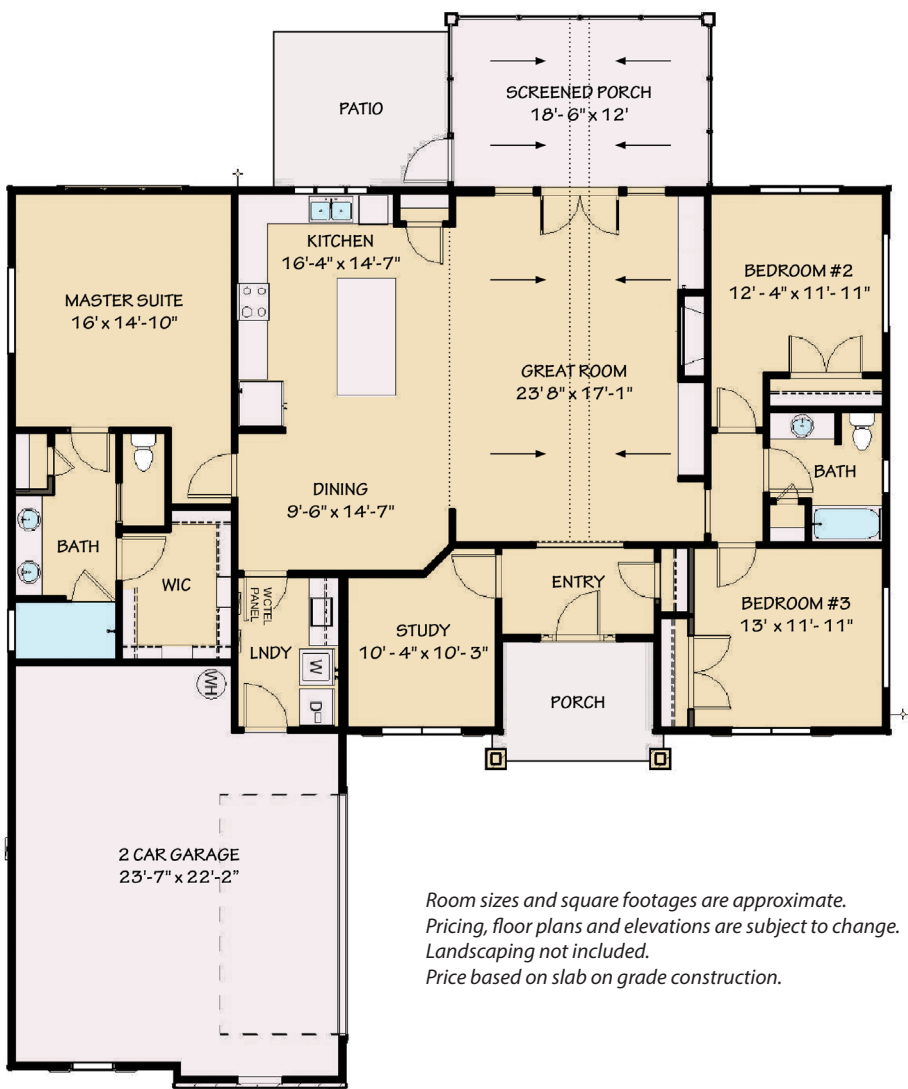 PATIO
SCREENED PORCH
18'-6" x 12'
KITCHEN
16'-4" x 14'-7"
MASTER SUITE
16' x 14'-10"
BEDROOM #2
12'-4" x 11'-11"
GREAT ROOM
23' 8" x 17'-1"
DINING
9'-6" x 14'-7"
BATH
BATH
WIC
ENTRY
WCTEL
PANEL
STUDY
10'-4" x 10'-3"
BEDROOM #3
13' x 11'-11"
LNDY
W
D
WH
PORCH
2 CAR GARAGE
23'-7" x 22'-2"
Room sizes and square footages are approximate.
Pricing, floor plans and elevations are subject to change.
Landscaping not included.
Price based on slab on grade construction.